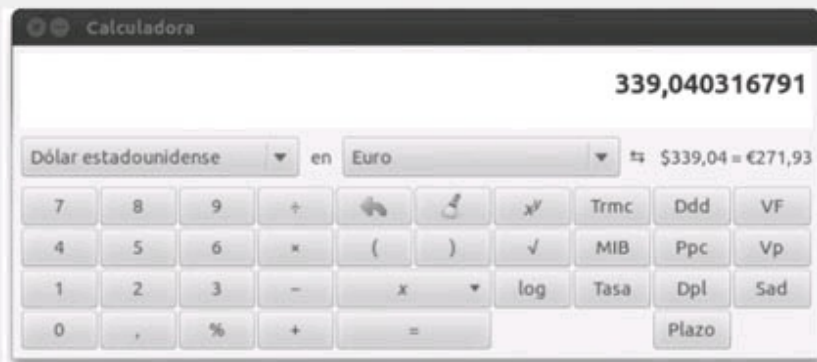 Calculadora
339,040316791
Dólar estadounidense en Euro $339,04 = €271,93
7 8 9 ÷ xʸ Trmc Ddd VF
4 5 6 × ( ) √ MIB Ppc Vp
1 2 3 − x log Tasa Dpl Sad
0 , % + = Plazo